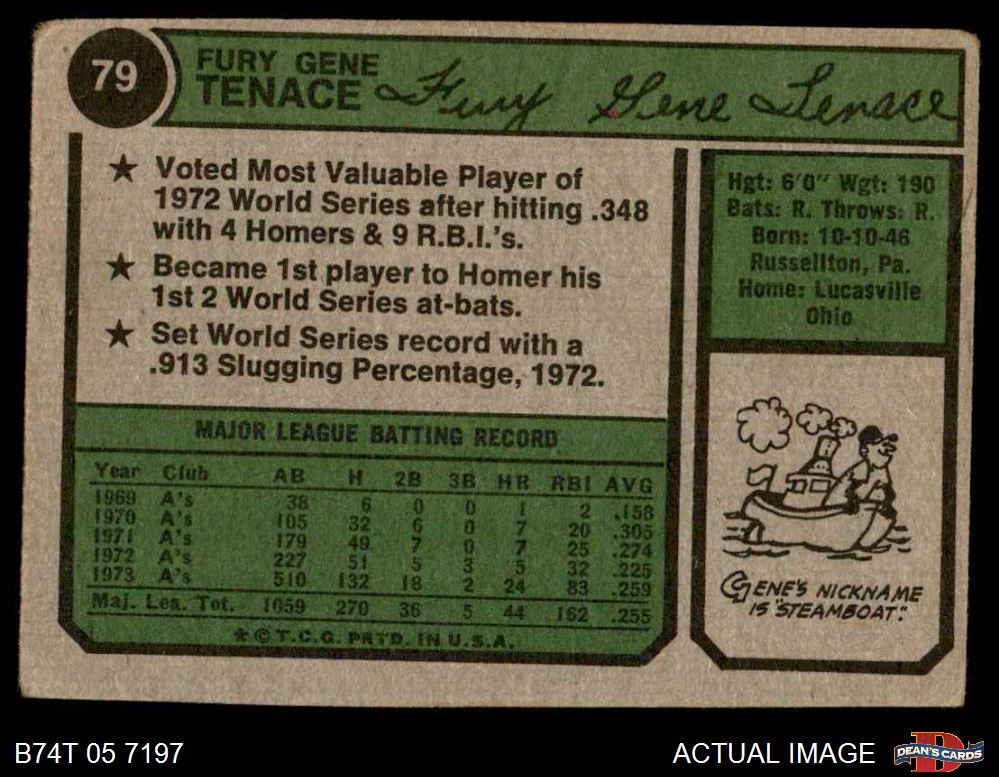 79
FURY GENE
TENACE Fury Gene Tenace
★ Voted Most Valuable Player of
1972 World Series after hitting .348
with 4 Homers & 9 R.B.I.'s.
★ Became 1st player to Homer his
1st 2 World Series at-bats.
★ Set World Series record with a
.913 Slugging Percentage, 1972.
Hgt: 6'0" Wgt: 190
Bats: R. Throws: R.
Born: 10-10-46
Russellton, Pa.
Home: Lucasville
Ohio
MAJOR LEAGUE BATTING RECORD
Year Club AB H 2B 3B HR RBI AVG
1969 A's 38 6 0 0 1 2 .158
1970 A's 105 32 6 0 7 20 .305
1971 A's 179 49 7 0 7 25 .274
1972 A's 227 51 5 3 5 32 .225
1973 A's 510 132 18 2 24 83 .259
Maj. Lea. Tot. 1059 270 36 5 44 162 .255
* © T.C.G. PRTD. IN U.S.A.
GENE'S NICKNAME
IS "STEAMBOAT."
B74T 05 7197
ACTUAL IMAGE
D
DEAN'S CARDS